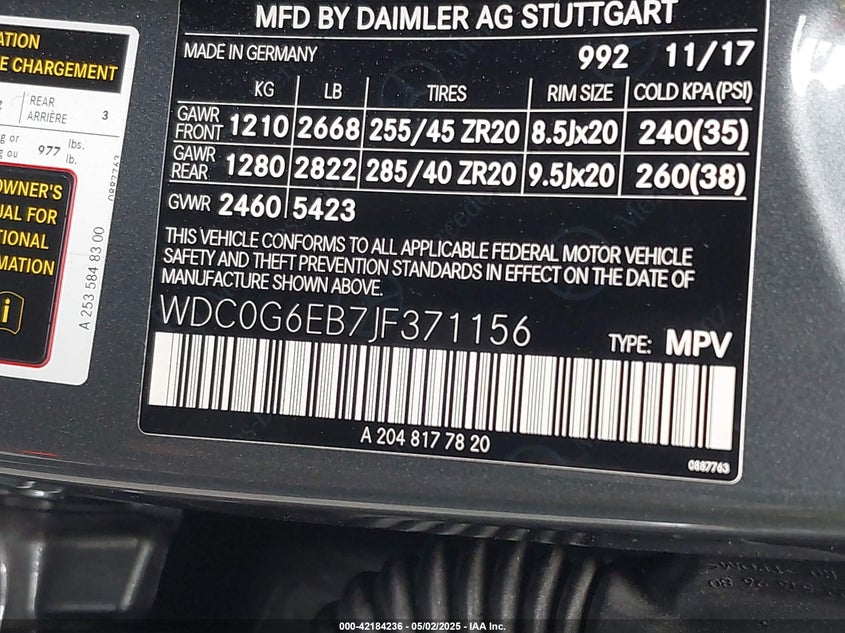 MFD BY DAIMLER AG STUTTGART
MADE IN GERMANY 992 11/17
KG LB TIRES RIM SIZE COLD KPA (PSI)
GAWR FRONT 1210 2668 255/45 ZR20 8.5Jx20 240(35)
GAWR REAR 1280 2822 285/40 ZR20 9.5Jx20 260(38)
GVWR 2460 5423
THIS VEHICLE CONFORMS TO ALL APPLICABLE FEDERAL MOTOR VEHICLE
SAFETY AND THEFT PREVENTION STANDARDS IN EFFECT ON THE DATE OF
MANUFACTURE SHOWN ABOVE.
WDC0G6EB7JF371156 TYPE: MPV
A 204 817 78 20
0887763
CHARGEMENT
REAR
ARRIÈRE 3
or 977 lbs.
ou lb.
0887763
OWNER'S
FOR
A 253 584 83 00
i
000-42184236 - 05/02/2025 - IAA Inc.